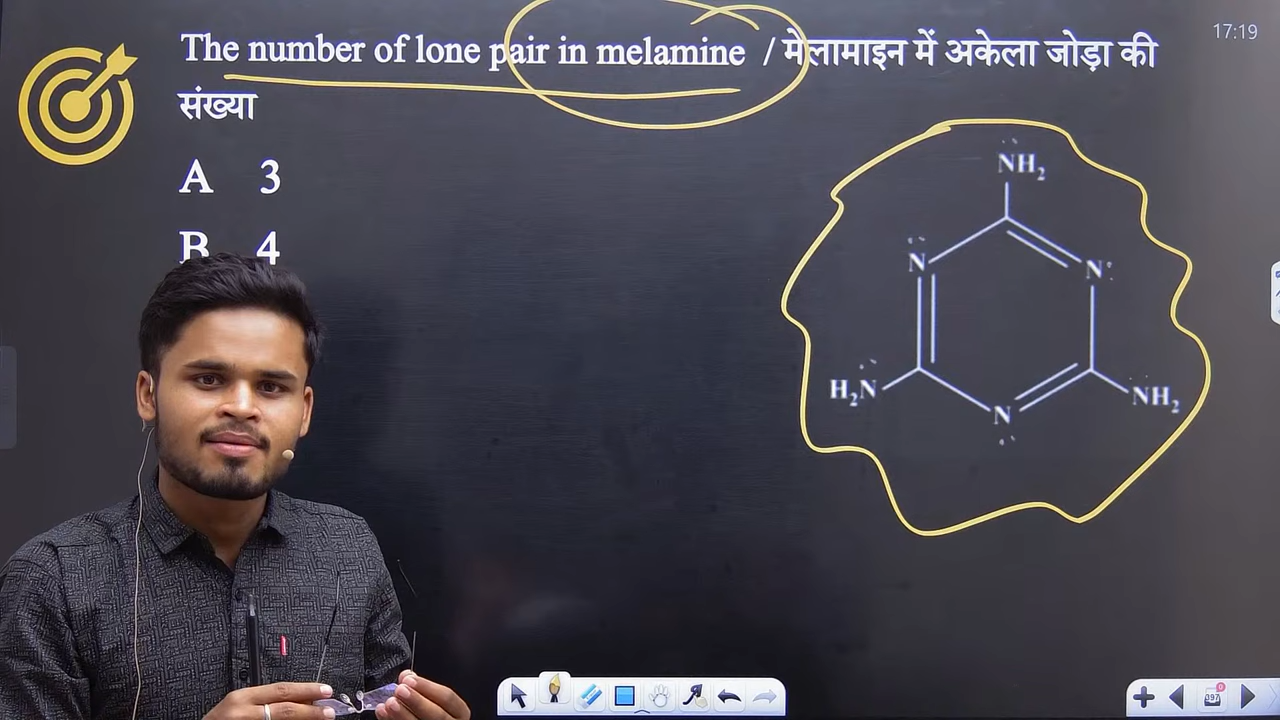 17:19
The number of lone pair in melamine / मेलामाइन में अकेला जोड़ा की
संख्या
A 3
B 4
NH₂
N
N
H₂N
NH₂
N